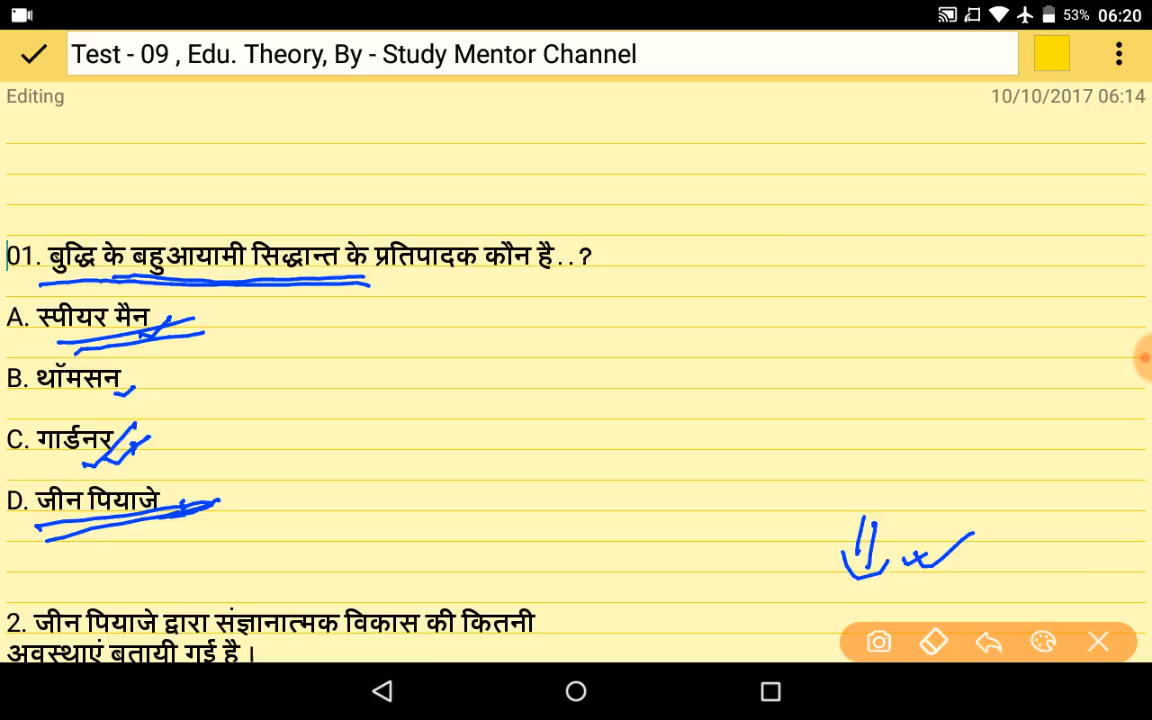 53% 06:20
Test - 09 , Edu. Theory, By - Study Mentor Channel
Editing 10/10/2017 06:14
01. बुद्धि के बहुआयामी सिद्धान्त के प्रतिपादक कौन है..?
A. स्पीयर मैन
B. थॉमसन
C. गार्डनर
D. जीन पियाजे
2. जीन पियाजे द्वारा संज्ञानात्मक विकास की कितनी
अवस्थाएं बतायी गई है।